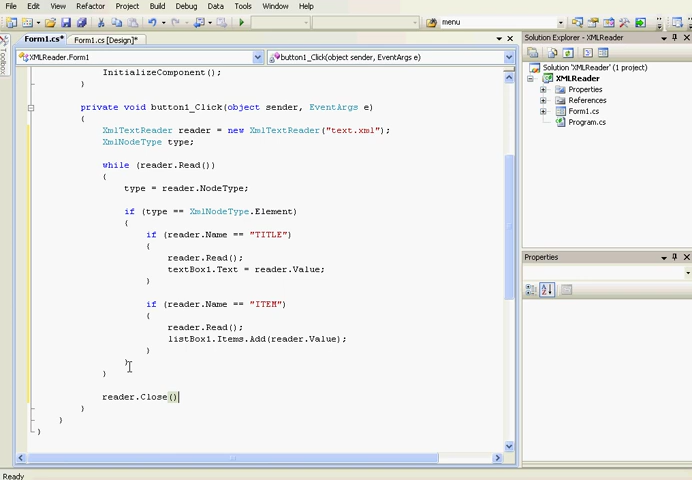 File Edit View Refactor Project Build Debug Data Tools Window Help
menu
Form1.cs* Form1.cs [Design]*
Toolbox
XMLReader.Form1 button1_Click(object sender, EventArgs e)
InitializeComponent();
}
private void button1_Click(object sender, EventArgs e)
{
XmlTextReader reader = new XmlTextReader("text.xml");
XmlNodeType type;
while (reader.Read())
{
type = reader.NodeType;
if (type == XmlNodeType.Element)
{
if (reader.Name == "TITLE")
{
reader.Read();
textBox1.Text = reader.Value;
}
if (reader.Name == "ITEM")
{
reader.Read();
listBox1.Items.Add(reader.Value);
}
}
}
reader.Close()
}
}
}
Solution Explorer - XMLReader
Solution 'XMLReader' (1 project)
XMLReader
Properties
References
Form1.cs
Program.cs
Properties
Ready